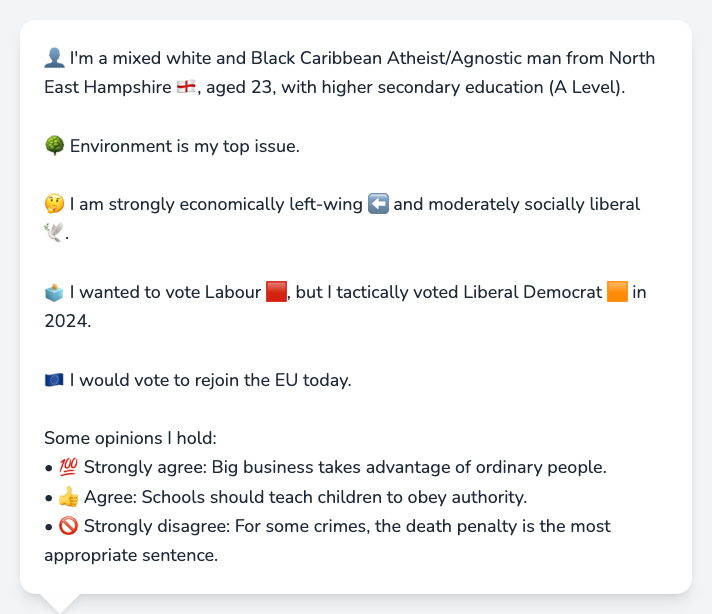 👤 I'm a mixed white and Black Caribbean Atheist/Agnostic man from North
East Hampshire 🏴󠁧󠁢󠁥󠁮󠁧󠁿, aged 23, with higher secondary education (A Level).
🌳 Environment is my top issue.
🤔 I am strongly economically left-wing ⬅️ and moderately socially liberal
🕊️.
🗳️ I wanted to vote Labour 🟥, but I tactically voted Liberal Democrat 🟧 in
2024.
🇪🇺 I would vote to rejoin the EU today.
Some opinions I hold:
• 💯 Strongly agree: Big business takes advantage of ordinary people.
• 👍 Agree: Schools should teach children to obey authority.
• 🚫 Strongly disagree: For some crimes, the death penalty is the most
appropriate sentence.